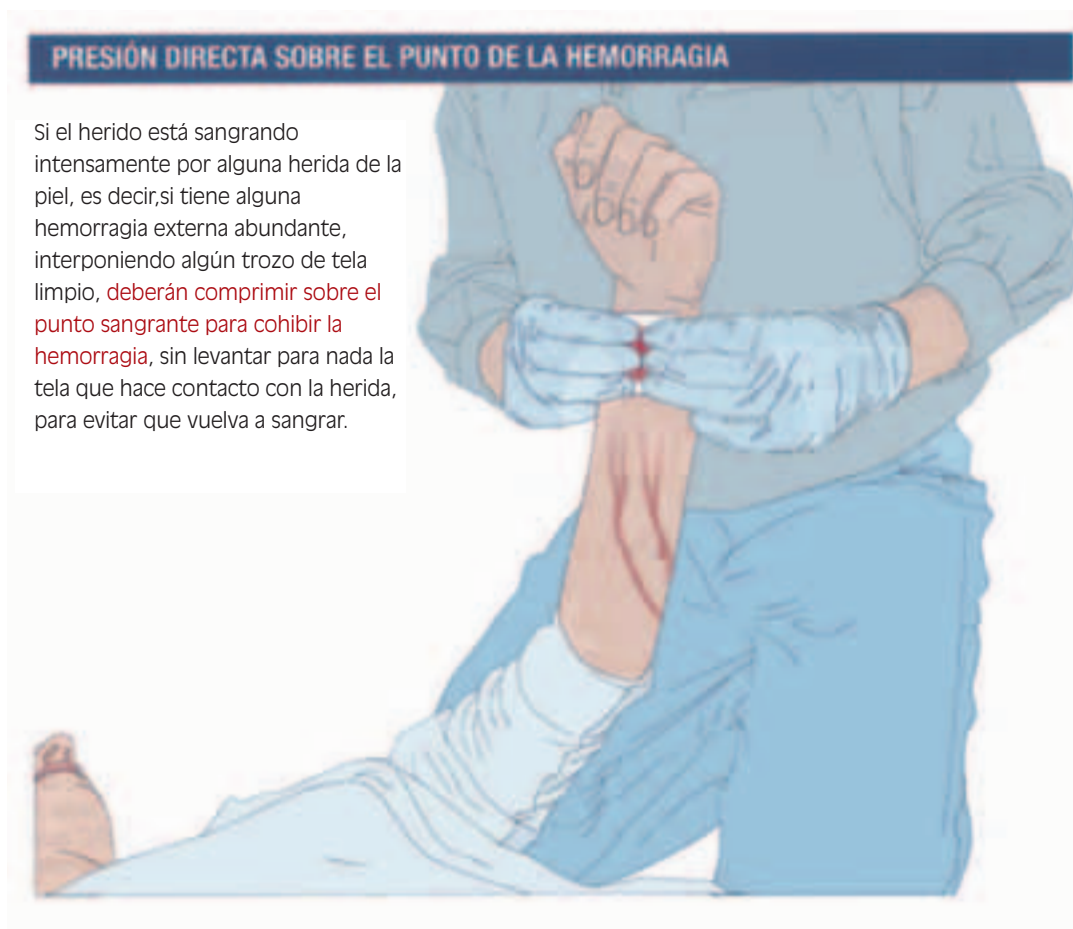 PRESIÓN DIRECTA SOBRE EL PUNTO DE LA HEMORRAGIA
Si el herido está sangrando
intensamente por alguna herida de la
piel, es decir,si tiene alguna
hemorragia externa abundante,
interponiendo algún trozo de tela
limpio, deberán comprimir sobre el
punto sangrante para cohibir la
hemorragia, sin levantar para nada la
tela que hace contacto con la herida,
para evitar que vuelva a sangrar.